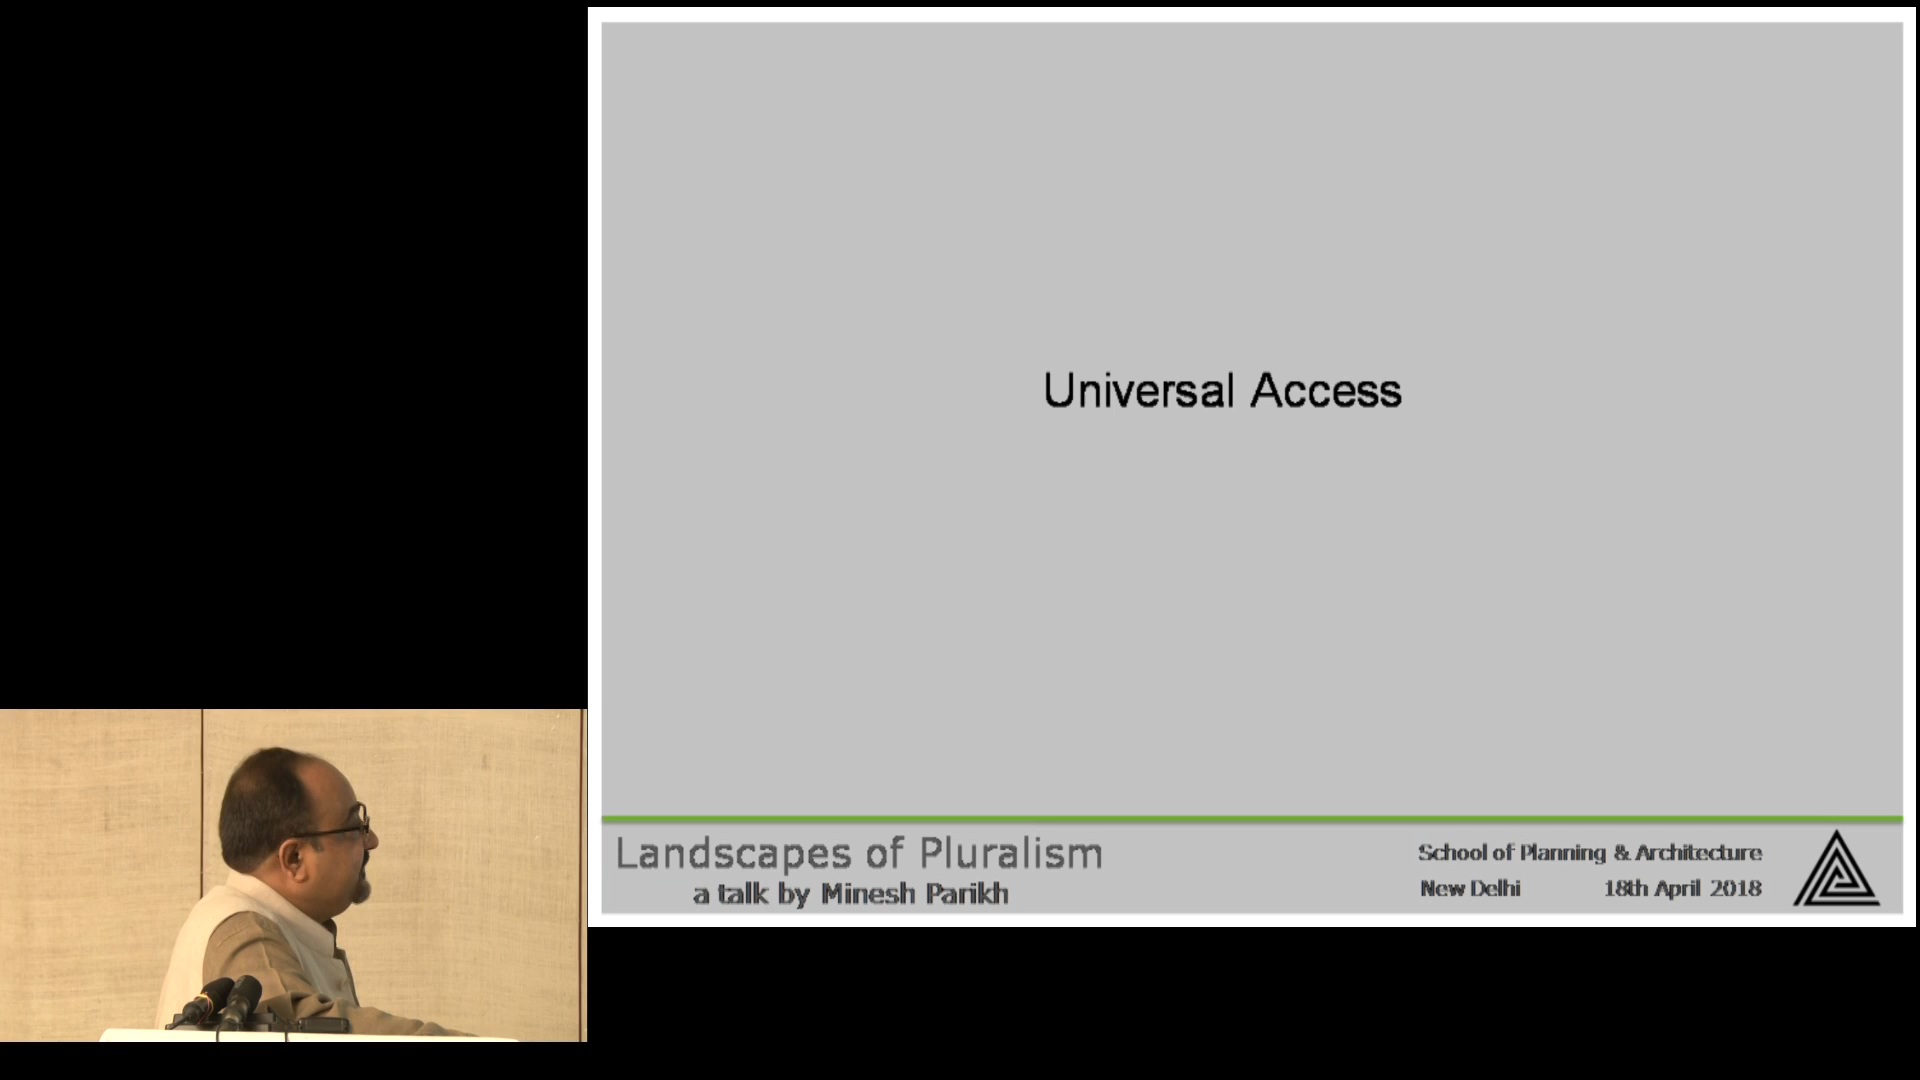 Universal Access
Landscapes of Pluralism
a talk by Minesh Parikh
School of Planning & Architecture
New Delhi 18th April 2018